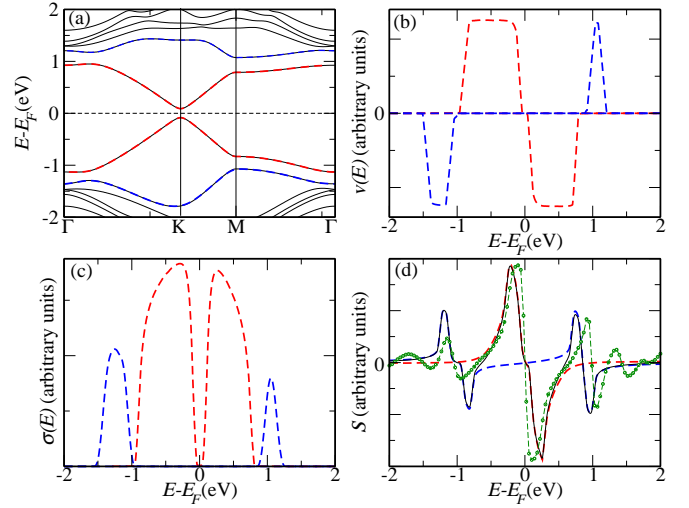 (a)
E-E_F(eV)
2
1
0
-1
-2
Γ K M Γ
(b)
v(E) (arbitrary units)
0
-2 -1 0 1 2
E-E_F(eV)
(c)
σ(E) (arbitrary units)
-2 -1 0 1 2
E-E_F(eV)
(d)
S (arbitrary units)
0
-2 -1 0 1 2
E-E_F(eV)